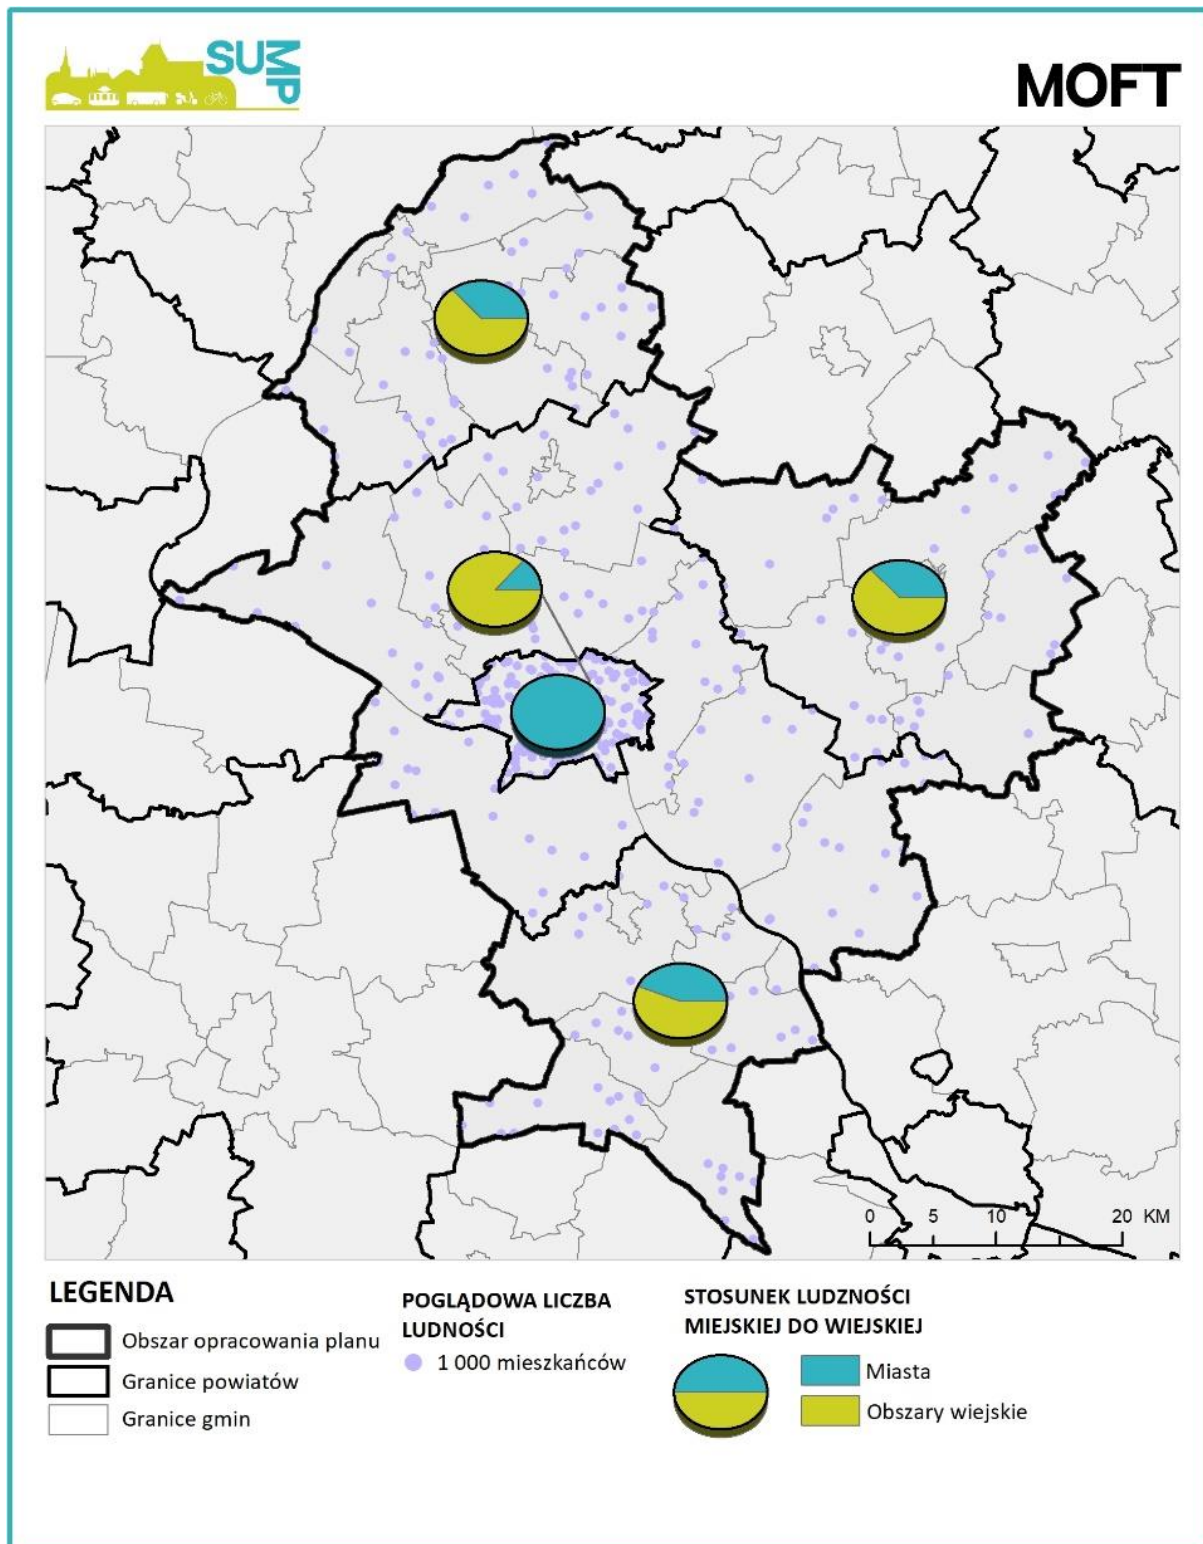 SUMP
MOFT
0 5 10 20 KM
LEGENDA
Obszar opracowania planu
Granice powiatów
Granice gmin
POGLĄDOWA LICZBA
LUDNOŚCI
1 000 mieszkańców
STOSUNEK LUDZNOŚCI
MIEJSKIEJ DO WIEJSKIEJ
Miasta
Obszary wiejskie